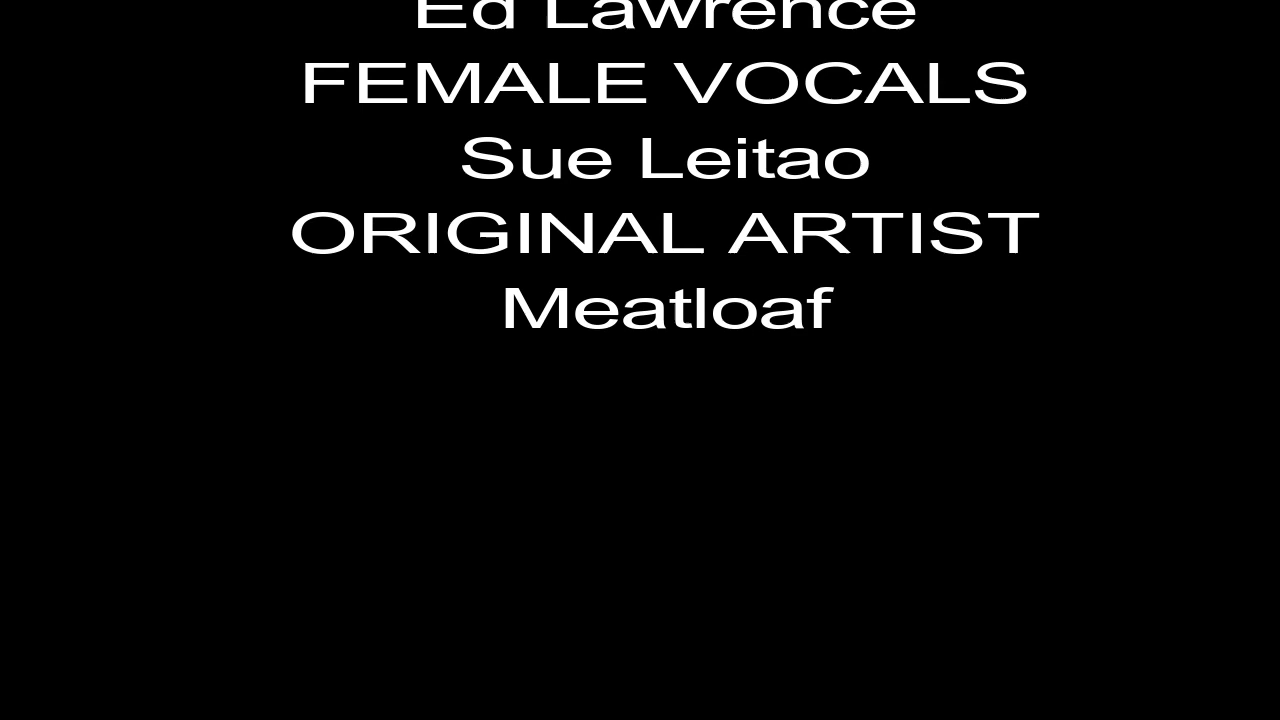 Ed Lawrence
FEMALE VOCALS
Sue Leitao
ORIGINAL ARTIST
Meatloaf